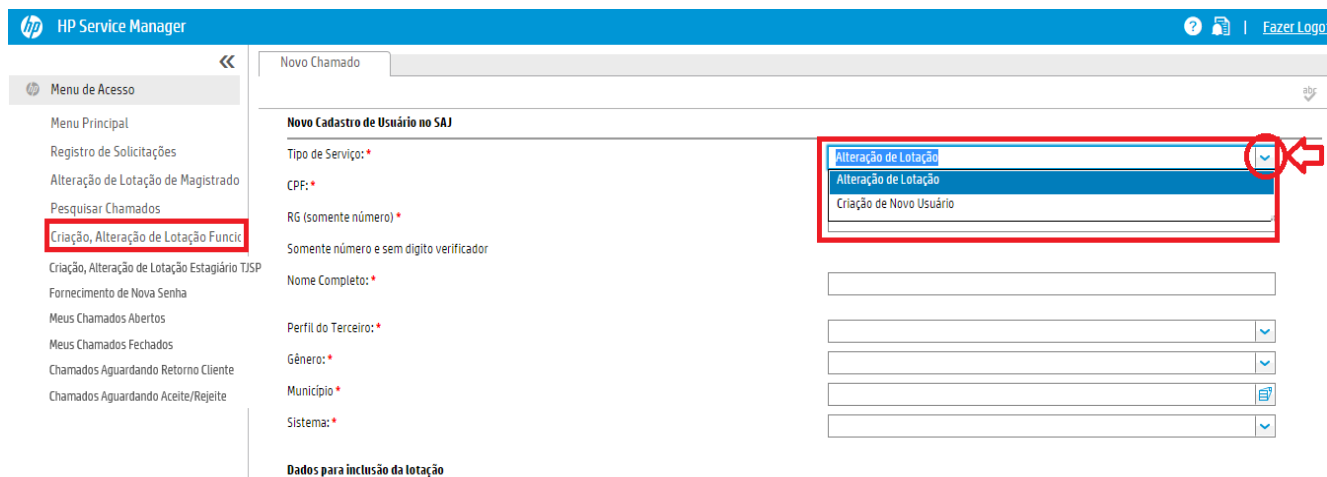 hp HP Service Manager ? | Fazer Logo
Novo Chamado
Menu de Acesso
abc
Menu Principal
Registro de Solicitações
Alteração de Lotação de Magistrado
Pesquisar Chamados
Criação, Alteração de Lotação Funcic
Criação, Alteração de Lotação Estagiário TJSP
Fornecimento de Nova Senha
Meus Chamados Abertos
Meus Chamados Fechados
Chamados Aguardando Retorno Cliente
Chamados Aguardando Aceite/Rejeite
Novo Cadastro de Usuário no SAJ
Tipo de Serviço: *
Alteração de Lotação
Alteração de Lotação
Criação de Novo Usuário
CPF: *
RG (somente número) *
Somente número e sem digito verificador
Nome Completo: *
Perfil do Terceiro: *
Gênero: *
Município *
Sistema: *
Dados para inclusão da lotação